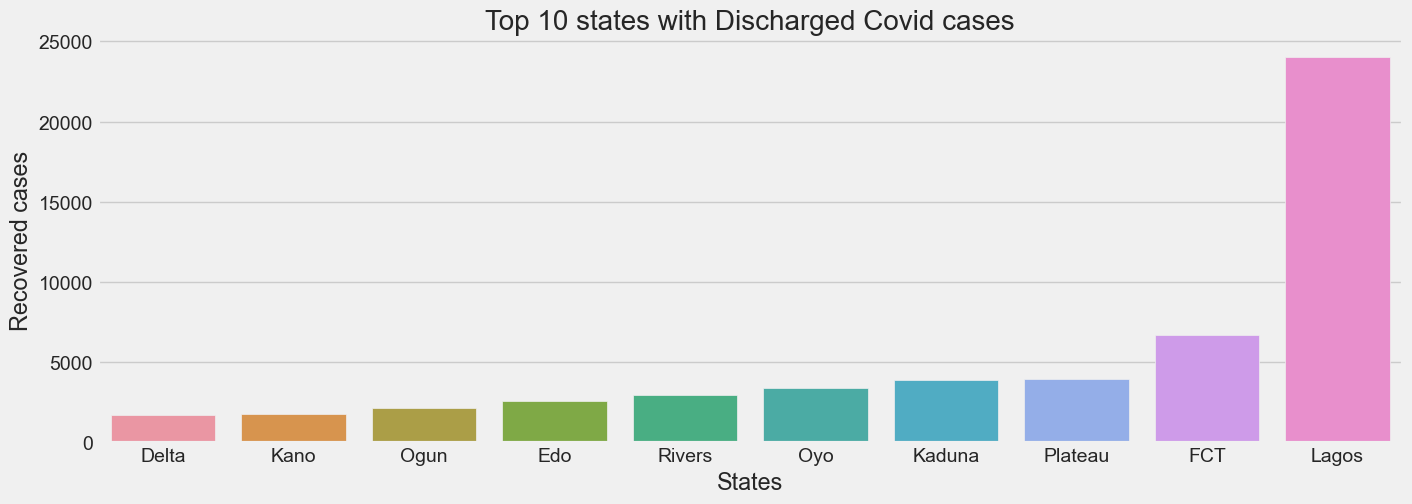 Top 10 states with Discharged Covid cases
25000
20000
15000
10000
5000
0
Recovered cases
Delta Kano Ogun Edo Rivers Oyo Kaduna Plateau FCT Lagos
States